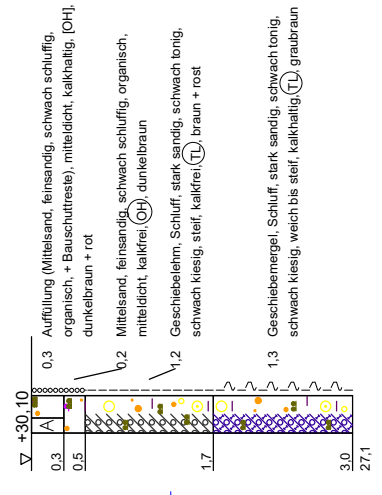 ▽ +30,10
A
0,3
0,5
1,7
3,0
27,1
0,3
Auffüllung (Mittelsand, feinsandig, schwach schluffig,
organisch, + Bauschuttreste), mitteldicht, kalkhaltig, [OH],
dunkelbraun + rot
0,2
Mittelsand, feinsandig, schwach schluffig, organisch,
mitteldicht, kalkfrei, OH, dunkelbraun
1,2
Geschiebelehm, Schluff, stark sandig, schwach tonig,
schwach kiesig, steif, kalkfrei, TL, braun + rost
1,3
Geschiebemergel, Schluff, stark sandig, schwach tonig,
schwach kiesig, weich bis steif, kalkhaltig, TL, graubraun